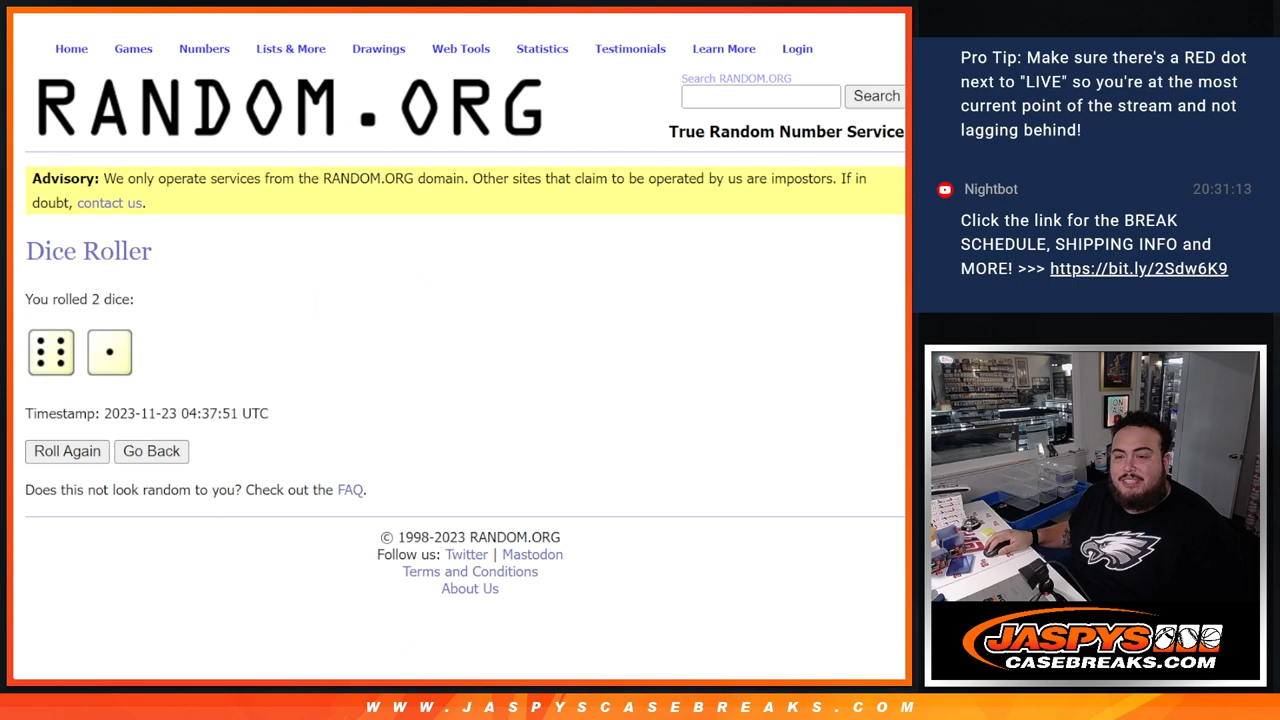 Home Games Numbers Lists & More Drawings Web Tools Statistics Testimonials Learn More Login
RANDOM.ORG
Search RANDOM.ORG
Search
True Random Number Service
Advisory: We only operate services from the RANDOM.ORG domain. Other sites that claim to be operated by us are impostors. If in
doubt, contact us.
Dice Roller
You rolled 2 dice:
Timestamp: 2023-11-23 04:37:51 UTC
Roll Again Go Back
Does this not look random to you? Check out the FAQ.
© 1998-2023 RANDOM.ORG
Follow us: Twitter | Mastodon
Terms and Conditions
About Us
Pro Tip: Make sure there's a RED dot
next to "LIVE" so you're at the most
current point of the stream and not
lagging behind!
Nightbot 20:31:13
Click the link for the BREAK
SCHEDULE, SHIPPING INFO and
MORE! >>> https://bit.ly/2Sdw6K9
ON
AIR
JASPYS
CASEBREAKS.COM
WWW.JASPYSCASEBREAKS.COM